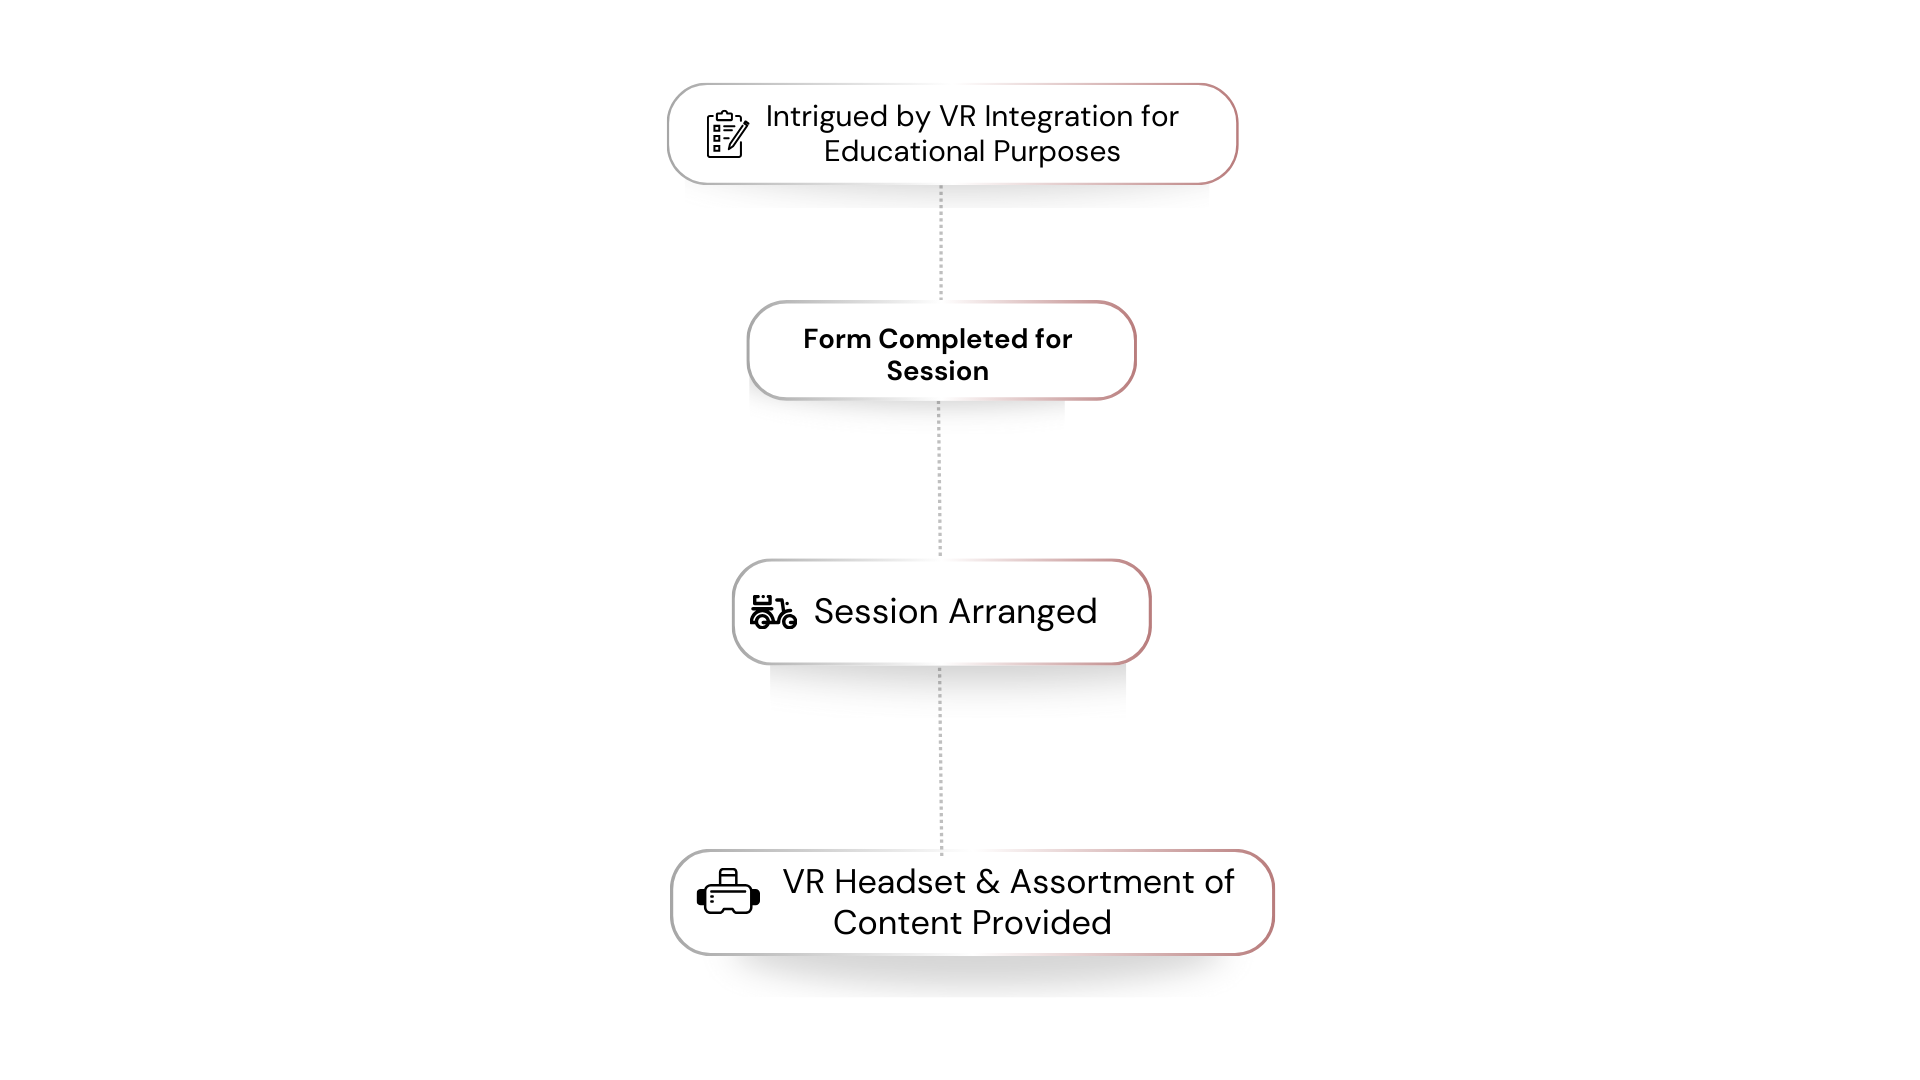 Intrigued by VR Integration for
Educational Purposes
Form Completed for
Session
Session Arranged
VR Headset & Assortment of
Content Provided